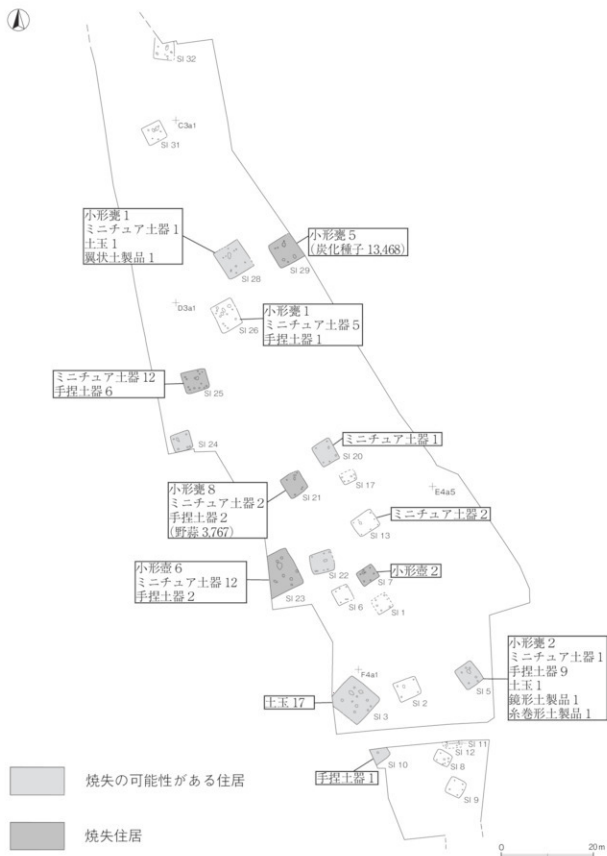 SI 32
C3a1
SI 31
小形甕 1
ミニチュア土器 1
土玉 1
翼状土製品 1
小形甕 5
(炭化種子 13,468)
SI 28
SI 29
D3a1
小形甕 1
ミニチュア土器 5
手捏土器 1
SI 26
ミニチュア土器 12
手捏土器 6
SI 25
SI 24
ミニチュア土器 1
SI 20
SI 17
E4a5
小形甕 8
ミニチュア土器 2
手捏土器 2
(野蒜 3,767)
SI 21
ミニチュア土器 2
SI 13
小形壺 6
ミニチュア土器 12
手捏土器 2
SI 23
SI 22
小形壺 2
SI 7
SI 6
SI 1
小形甕 2
ミニチュア土器 1
手捏土器 9
土玉 1
鏡形土製品 1
糸巻形土製品 1
F4a1
土玉 17
SI 3
SI 2
SI 5
手捏土器 1
SI 10
SI 11
SI 12
SI 8
SI 9
焼失の可能性がある住居
焼失住居
0
20m